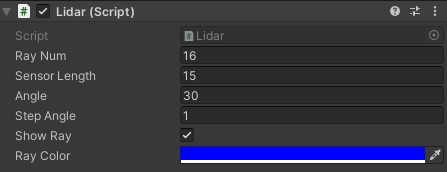 Lidar (Script)
Script Lidar
Ray Num 16
Sensor Length 15
Angle 30
Step Angle 1
Show Ray
Ray Color